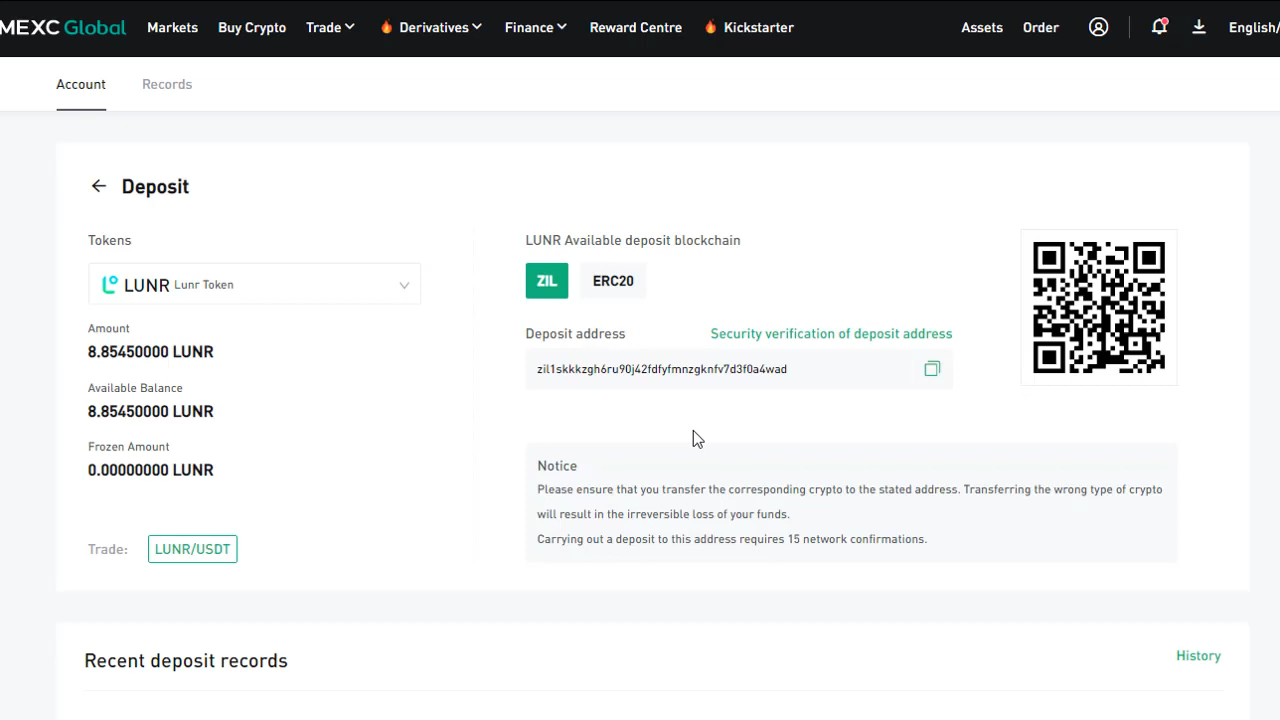 MEXC Global Markets Buy Crypto Trade Derivatives Finance Reward Centre Kickstarter Assets Order English/
Account Records
Deposit
Tokens
LUNR Lunr Token
Amount
8.85450000 LUNR
Available Balance
8.85450000 LUNR
Frozen Amount
0.00000000 LUNR
Trade: LUNR/USDT
LUNR Available deposit blockchain
ZIL ERC20
Deposit address Security verification of deposit address
zil1skkkzgh6ru90j42fdfyfmnzgknfv7d3f0a4wad
Notice
Please ensure that you transfer the corresponding crypto to the stated address. Transferring the wrong type of crypto
will result in the irreversible loss of your funds.
Carrying out a deposit to this address requires 15 network confirmations.
Recent deposit records History